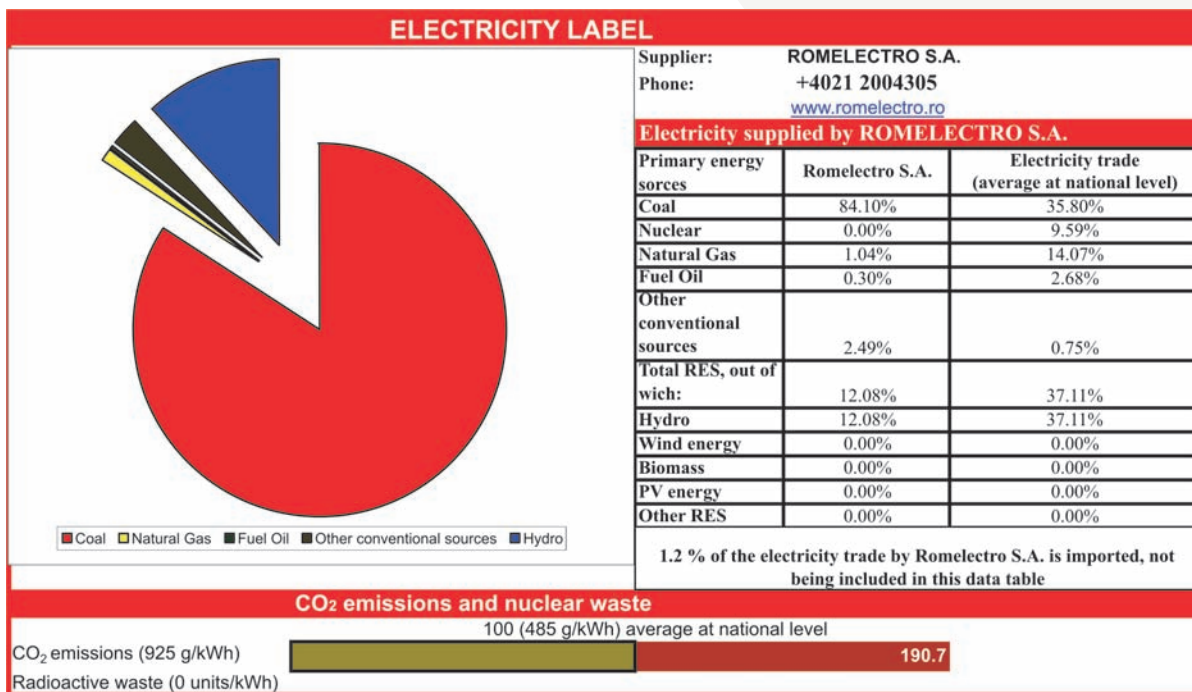 ELECTRICITY LABEL
Supplier: ROMELECTRO S.A.
Phone: +4021 2004305
www.romelectro.ro
Electricity supplied by ROMELECTRO S.A.
Primary energy sorces | Romelectro S.A. | Electricity trade (average at national level)
Coal 84.10% 35.80%
Nuclear 0.00% 9.59%
Natural Gas 1.04% 14.07%
Fuel Oil 0.30% 2.68%
Other
conventional
sources 2.49% 0.75%
Total RES, out of
wich: 12.08% 37.11%
Hydro 12.08% 37.11%
Wind energy 0.00% 0.00%
Biomass 0.00% 0.00%
PV energy 0.00% 0.00%
Other RES 0.00% 0.00%
1.2 % of the electricity trade by Romelectro S.A. is imported, not
being included in this data table
Coal Natural Gas Fuel Oil Other conventional sources Hydro
CO₂ emissions and nuclear waste
100 (485 g/kWh) average at national level
CO₂ emissions (925 g/kWh) 190.7
Radioactive waste (0 units/kWh)